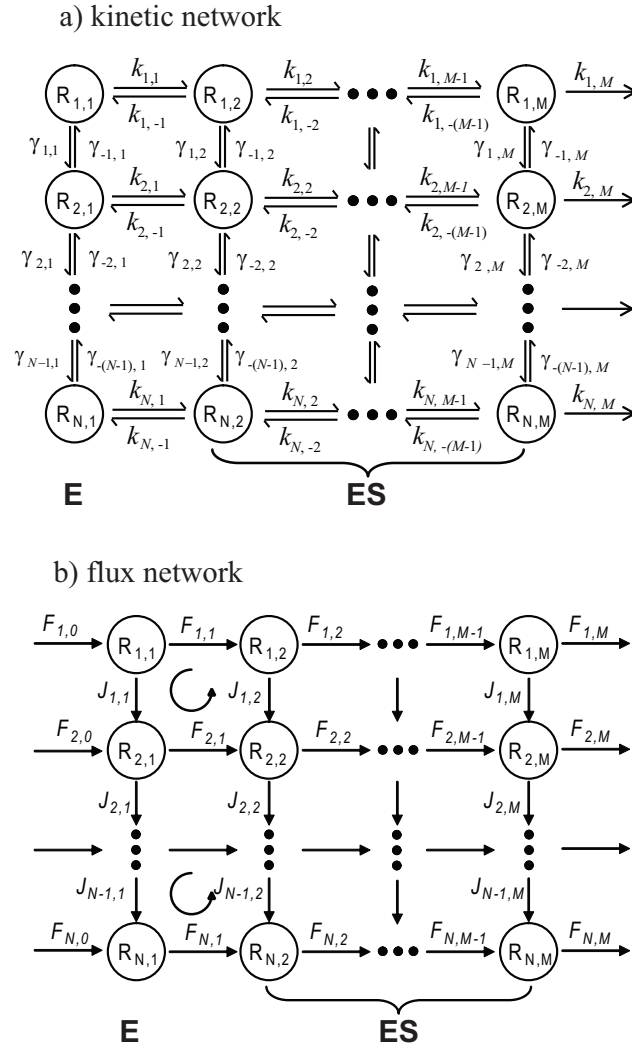 a) kinetic network
k1,1 k1,2 k1,M-1 k1,M
R1,1 R1,2 R1,M
k1,-1 k1,-2 k1,-(M-1)
γ1,1 γ-1,1 γ1,2 γ-1,2 γ1,M γ-1,M
k2,1 k2,2 k2,M-1 k2,M
R2,1 R2,2 R2,M
k2,-1 k2,-2 k2,-(M-1)
γ2,1 γ-2,1 γ2,2 γ-2,2 γ2,M γ-2,M
γN-1,1 γ-(N-1),1 γN-1,2 γ-(N-1),2 γN-1,M γ-(N-1),M
kN,1 kN,2 kN,M-1 kN,M
RN,1 RN,2 RN,M
kN,-1 kN,-2 kN,-(M-1)
E ES
b) flux network
F1,0 F1,1 F1,2 F1,M-1 F1,M
R1,1 R1,2 R1,M
J1,1 J1,2 J1,M
F2,0 F2,1 F2,2 F2,M-1 F2,M
R2,1 R2,2 R2,M
J2,1 J2,2 J2,M
JN-1,1 JN-1,2 JN-1,M
FN,0 FN,1 FN,2 FN,M-1 FN,M
RN,1 RN,2 RN,M
E ES